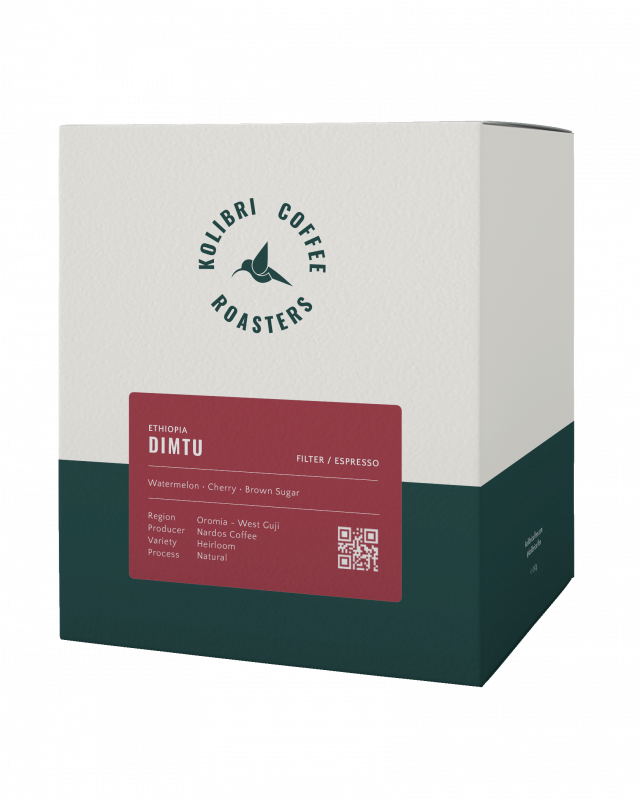 KOLIBRI COFFEE
ROASTERS
ETHIOPIA
DIMTU
FILTER / ESPRESSO
Watermelon · Cherry · Brown Sugar
Region Oromia - West Guji
Producer Nardos Coffee
Variety Heirloom
Process Natural